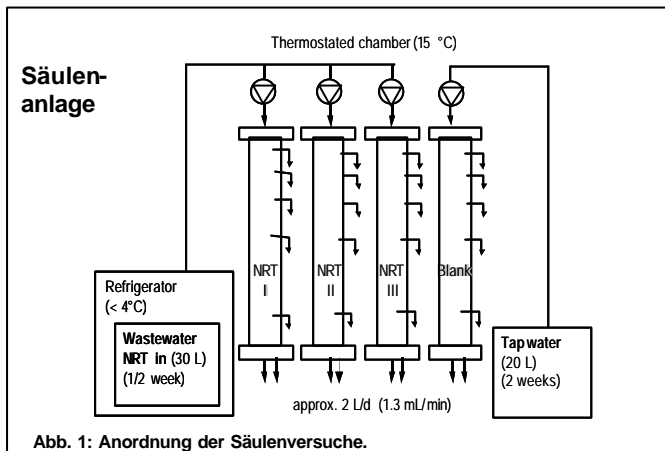 Thermostated chamber (15 °C)
Säulen-
anlage
NRT
I
NRT
II
NRT
III
Blank
Refrigerator
(< 4°C)
Wastewater
NRT in (30 L)
(1/2 week)
Tap water
(20 L)
(2 weeks)
approx. 2 L/d (1.3 mL/min)
Abb. 1: Anordnung der Säulenversuche.